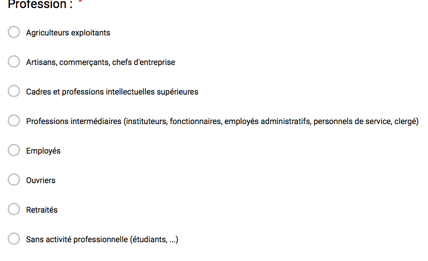 Profession : *
Agriculteurs exploitants
Artisans, commerçants, chefs d'entreprise
Cadres et professions intellectuelles supérieures
Professions intermédiaires (instituteurs, fonctionnaires, employés administratifs, personnels de service, clergé)
Employés
Ouvriers
Retraités
Sans activité professionnelle (étudiants, ...)